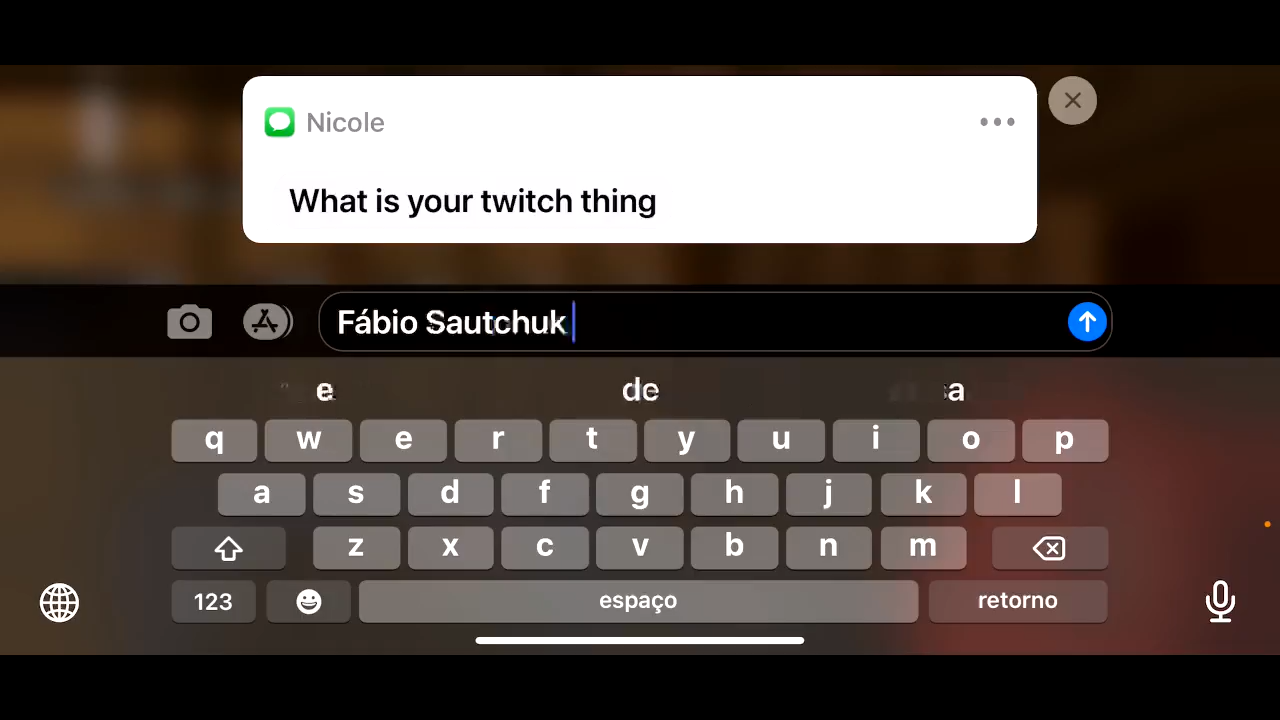 Nicole
What is your twitch thing
Fábio Sautchuk
e de a
q w e r t y u i o p
a s d f g h j k l
z x c v b n m
123 espaço retorno